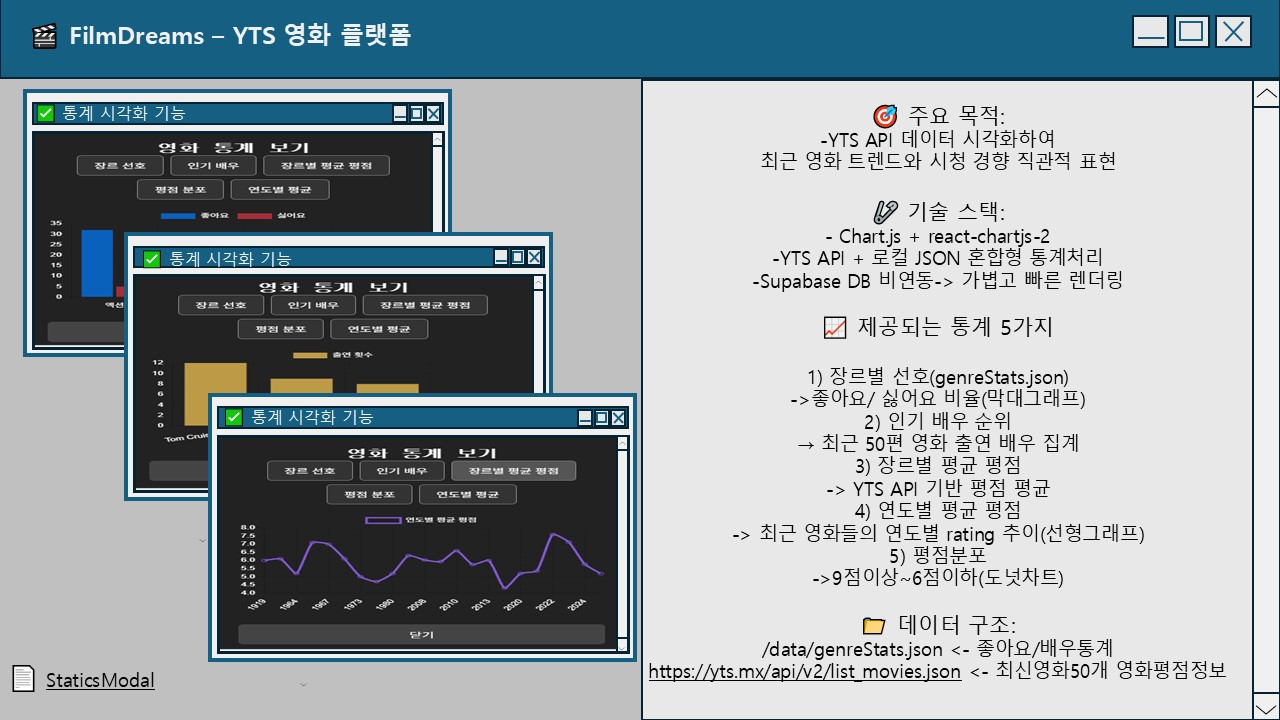 FilmDreams – YTS 영화 플랫폼
통계 시각화 기능
영화 통계 보기
장르 선호 인기 배우 장르별 평균 평점
평점 분포 연도별 평균
좋아요 싫어요
35
30
25
20
15
10
5
0
통계 시각화 기능
영화 통계 보기
장르 선호 인기 배우 장르별 평균 평점
평점 분포 연도별 평균
출연 횟수
12
10
8
6
4
2
0
통계 시각화 기능
영화 통계 보기
장르 선호 인기 배우 장르별 평균 평점
평점 분포 연도별 평균
연도별 평균 평점
8.0
7.5
7.0
6.5
6.0
5.5
5.0
4.5
4.0
1919 1964 1967 1973 1980 2008 2010 2013 2020 2022 2024
닫기
StaticsModal
주요 목적:
-YTS API 데이터 시각화하여
최근 영화 트렌드와 시청 경향 직관적 표현
기술 스택:
- Chart.js + react-chartjs-2
-YTS API + 로컬 JSON 혼합형 통계처리
-Supabase DB 비연동-> 가볍고 빠른 렌더링
제공되는 통계 5가지
1) 장르별 선호(genreStats.json)
->좋아요/ 싫어요 비율(막대그래프)
2) 인기 배우 순위
→ 최근 50편 영화 출연 배우 집계
3) 장르별 평균 평점
-> YTS API 기반 평점 평균
4) 연도별 평균 평점
-> 최근 영화들의 연도별 rating 추이(선형그래프)
5) 평점분포
->9점이상~6점이하(도넛차트)
데이터 구조:
/data/genreStats.json <- 좋아요/배우통계
https://yts.mx/api/v2/list_movies.json <- 최신영화50개 영화평점정보